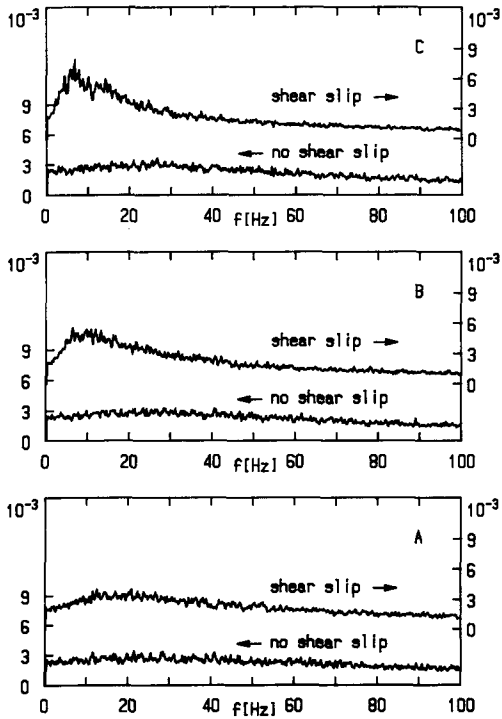 10⁻³ 10⁻³
C
9
6
shear slip → 3
9 0
6 ← no shear slip
3
0
0 20 f[Hz] 40 60 80 100
10⁻³ 10⁻³
B 9
6
shear slip → 3
9 0
6 ← no shear slip
3
0
0 20 f[Hz] 40 60 80 100
10⁻³ 10⁻³
A 9
6
shear slip → 3
9 0
6
3 ← no shear slip
0
0 20 40 f[Hz] 60 80 100